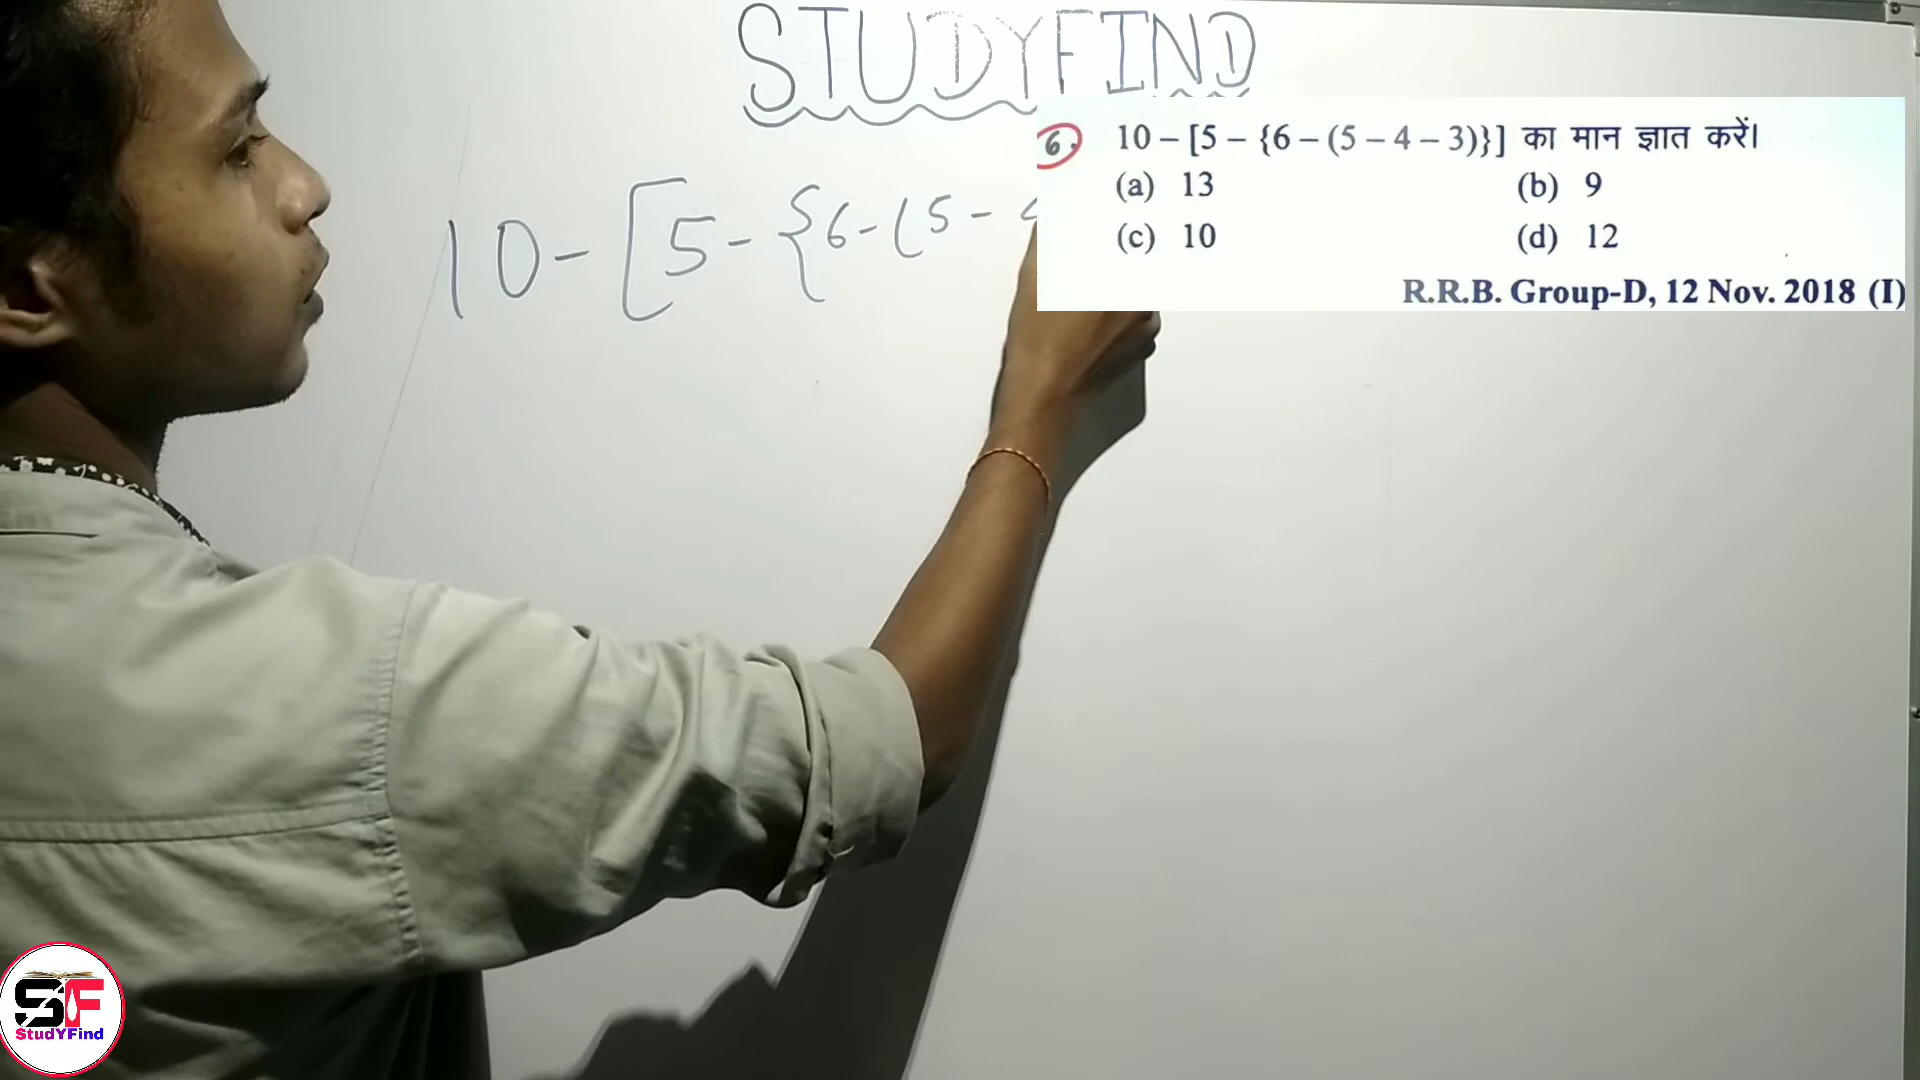 STUDYFIND
10-[5-{6-(5-
6. 10 – [5 – {6 – (5 – 4 – 3)}] का मान ज्ञात करें।
(a) 13 (b) 9
(c) 10 (d) 12
R.R.B. Group-D, 12 Nov. 2018 (I)
SF
StudYFind